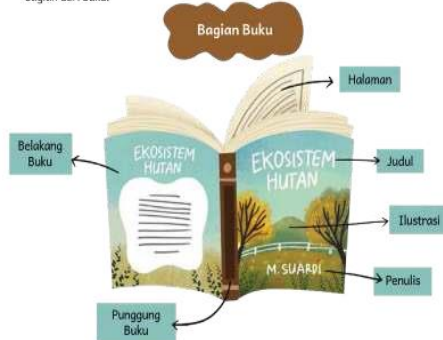 Bagian Buku
Halaman
Belakang
Buku
EKOSISTEM
HUTAN
EKOSISTEM
HUTAN
Judul
Ilustrasi
M. SUARDI
Penulis
Punggung
Buku